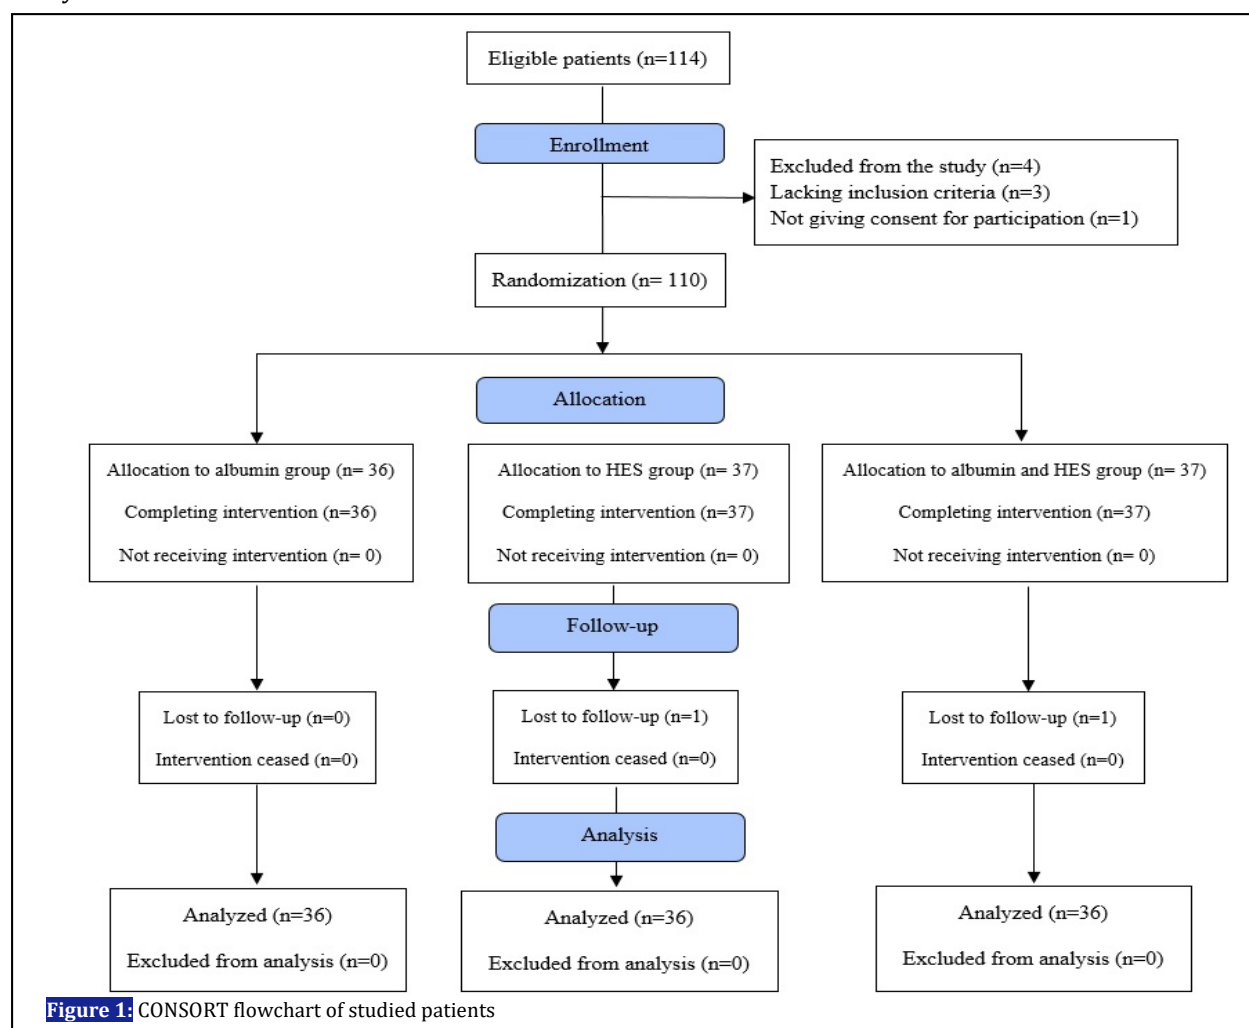 Eligible patients (n=114)
Enrollment
Excluded from the study (n=4)
Lacking inclusion criteria (n=3)
Not giving consent for participation (n=1)
Randomization (n= 110)
Allocation
Allocation to albumin group (n= 36)
Completing intervention (n=36)
Not receiving intervention (n= 0)
Allocation to HES group (n= 37)
Completing intervention (n=37)
Not receiving intervention (n= 0)
Allocation to albumin and HES group (n= 37)
Completing intervention (n=37)
Not receiving intervention (n= 0)
Follow-up
Lost to follow-up (n=0)
Intervention ceased (n=0)
Lost to follow-up (n=1)
Intervention ceased (n=0)
Lost to follow-up (n=1)
Intervention ceased (n=0)
Analysis
Analyzed (n=36)
Excluded from analysis (n=0)
Analyzed (n=36)
Excluded from analysis (n=0)
Analyzed (n=36)
Excluded from analysis (n=0)
Figure 1: CONSORT flowchart of studied patients